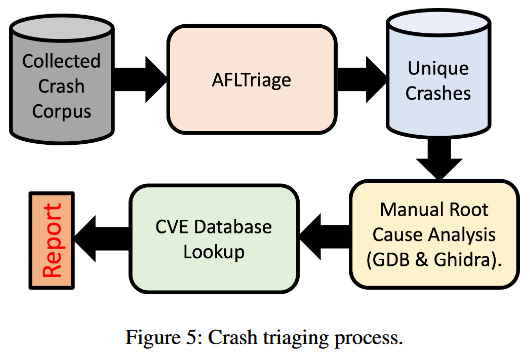 Collected
Crash
Corpus
AFLTriage
Unique
Crashes
Manual Root
Cause Analysis
(GDB & Ghidra).
CVE Database
Lookup
Report
Figure 5: Crash triaging process.